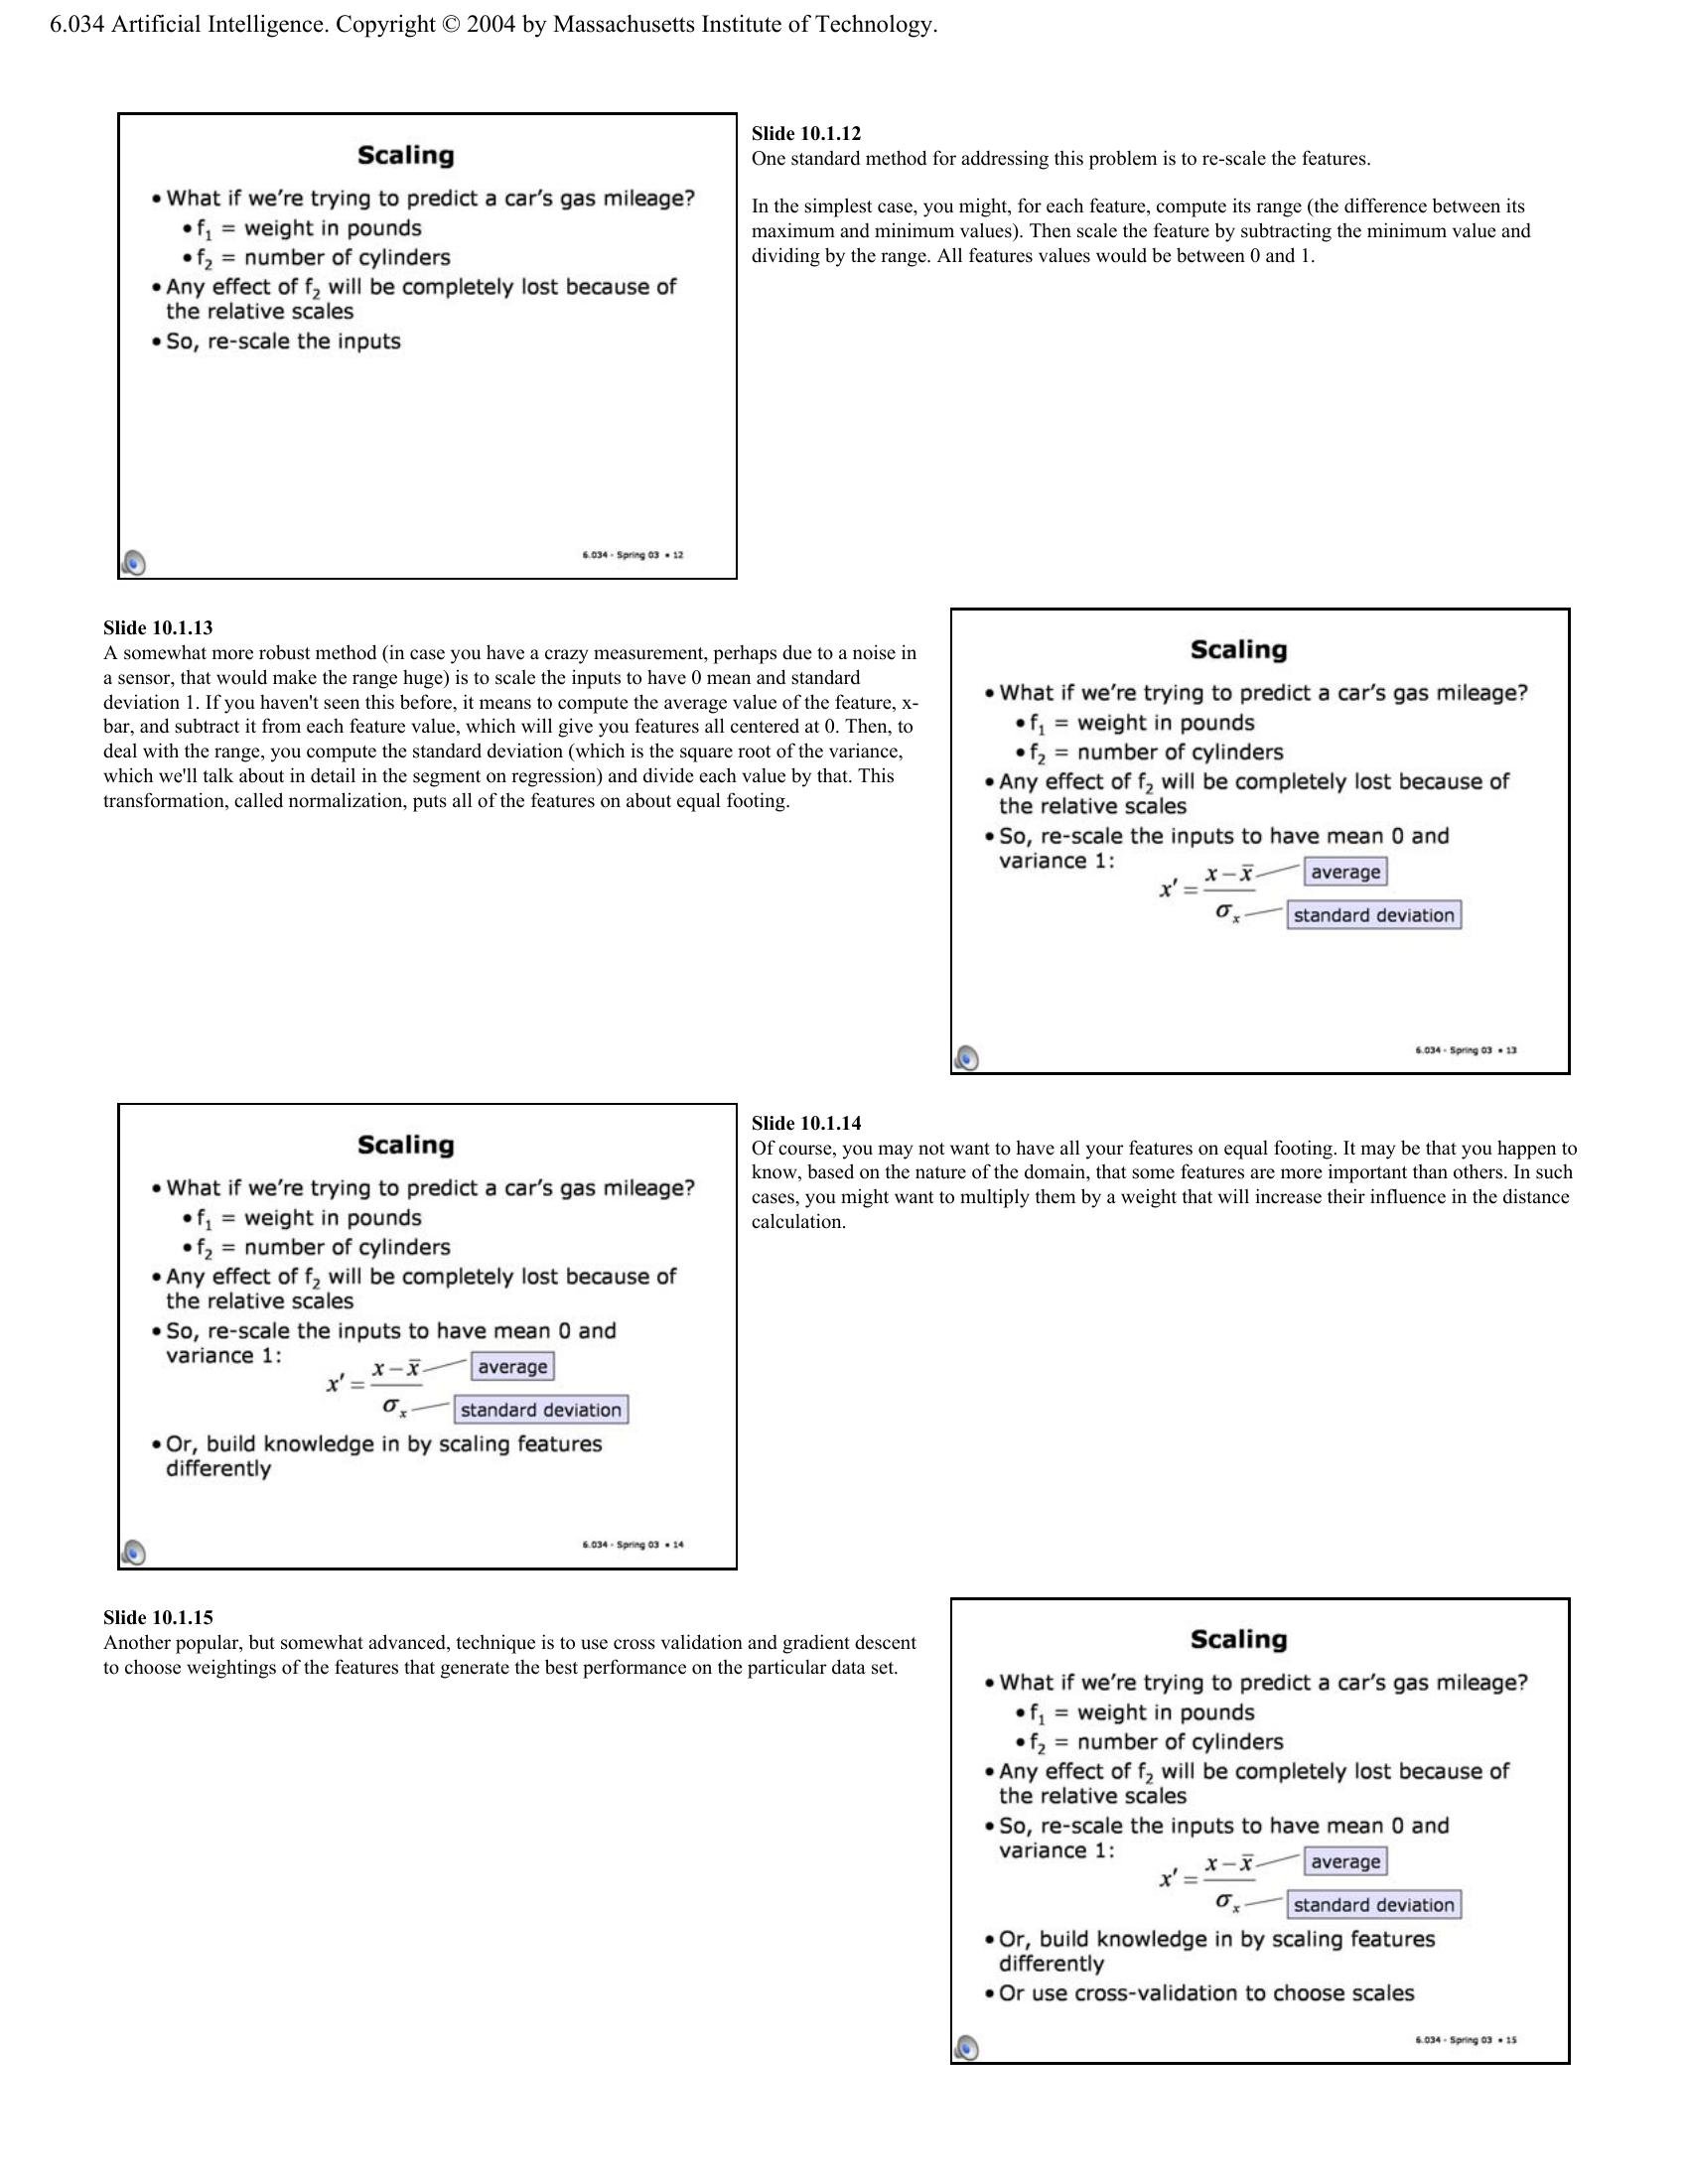 6.034 Artificial Intelligence. Copyright © 2004 by Massachusetts Institute of Technology.
Scaling
• What if we're trying to predict a car's gas mileage?
• f₁ = weight in pounds
• f₂ = number of cylinders
• Any effect of f₂ will be completely lost because of
the relative scales
• So, re-scale the inputs
6.034 - Spring 03 • 12
Slide 10.1.12
One standard method for addressing this problem is to re-scale the features.
In the simplest case, you might, for each feature, compute its range (the difference between its
maximum and minimum values). Then scale the feature by subtracting the minimum value and
dividing by the range. All features values would be between 0 and 1.
Slide 10.1.13
A somewhat more robust method (in case you have a crazy measurement, perhaps due to a noise in
a sensor, that would make the range huge) is to scale the inputs to have 0 mean and standard
deviation 1. If you haven't seen this before, it means to compute the average value of the feature, x-
bar, and subtract it from each feature value, which will give you features all centered at 0. Then, to
deal with the range, you compute the standard deviation (which is the square root of the variance,
which we'll talk about in detail in the segment on regression) and divide each value by that. This
transformation, called normalization, puts all of the features on about equal footing.
Scaling
• What if we're trying to predict a car's gas mileage?
• f₁ = weight in pounds
• f₂ = number of cylinders
• Any effect of f₂ will be completely lost because of
the relative scales
• So, re-scale the inputs to have mean 0 and
variance 1:
x − x̄ average
x′ =
σₓ standard deviation
6.034 - Spring 03 • 13
Scaling
• What if we're trying to predict a car's gas mileage?
• f₁ = weight in pounds
• f₂ = number of cylinders
• Any effect of f₂ will be completely lost because of
the relative scales
• So, re-scale the inputs to have mean 0 and
variance 1:
x − x̄ average
x′ =
σₓ standard deviation
• Or, build knowledge in by scaling features
differently
6.034 - Spring 03 • 14
Slide 10.1.14
Of course, you may not want to have all your features on equal footing. It may be that you happen to
know, based on the nature of the domain, that some features are more important than others. In such
cases, you might want to multiply them by a weight that will increase their influence in the distance
calculation.
Slide 10.1.15
Another popular, but somewhat advanced, technique is to use cross validation and gradient descent
to choose weightings of the features that generate the best performance on the particular data set.
Scaling
• What if we're trying to predict a car's gas mileage?
• f₁ = weight in pounds
• f₂ = number of cylinders
• Any effect of f₂ will be completely lost because of
the relative scales
• So, re-scale the inputs to have mean 0 and
variance 1:
x − x̄ average
x′ =
σₓ standard deviation
• Or, build knowledge in by scaling features
differently
• Or use cross-validation to choose scales
6.034 - Spring 03 • 15